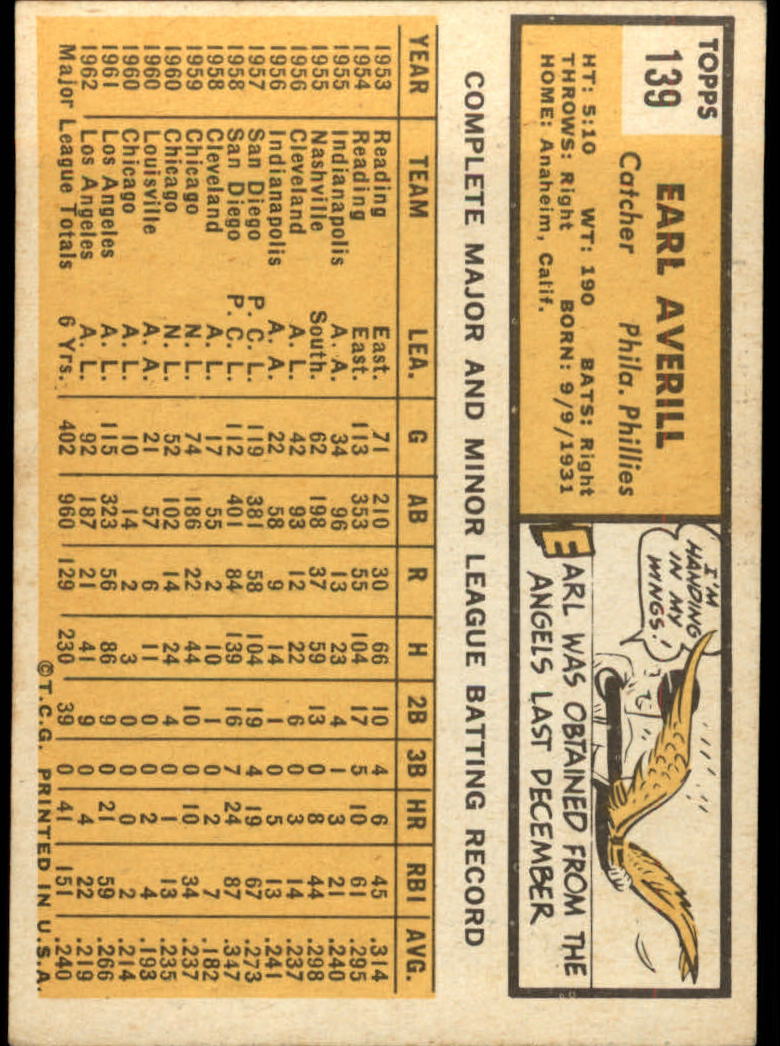 TOPPS
139
EARL AVERILL
Catcher Phila. Phillies
HT: 5:10 WT: 190 BATS: Right
THROWS: Right BORN: 9/9/1931
HOME: Anaheim, Calif.
I'M
HANDING
IN MY
WINGS!
EARL WAS OBTAINED FROM THE
ANGELS LAST DECEMBER
COMPLETE MAJOR AND MINOR LEAGUE BATTING RECORD
YEAR TEAM LEA. G AB R H 2B 3B HR RBI AVG.
1953 Reading East. 71 210 30 66 10 4 6 45 .314
1954 Reading East. 113 353 55 104 17 5 10 61 .295
1955 Indianapolis A. A. 34 96 13 23 4 1 3 21 .240
1955 Nashville South. 62 198 37 59 13 0 8 44 .298
1956 Cleveland A. L. 42 93 12 22 6 0 3 14 .237
1956 Indianapolis A. A. 22 58 9 14 1 0 5 13 .241
1957 San Diego P. C. L. 119 381 58 104 19 4 19 67 .273
1958 San Diego P. C. L. 112 401 84 139 16 7 24 87 .347
1958 Cleveland A. L. 17 55 2 10 1 0 2 7 .182
1959 Chicago N. L. 74 186 22 44 10 0 10 34 .237
1960 Chicago N. L. 52 102 14 24 4 0 1 13 .235
1960 Louisville A. A. 21 57 6 11 0 0 2 4 .193
1960 Chicago A. L. 10 14 2 3 0 0 0 2 .214
1961 Los Angeles A. L. 115 323 56 86 9 0 21 59 .266
1962 Los Angeles A. L. 92 187 21 41 9 0 4 22 .219
Major League Totals 6 Yrs. 402 960 129 230 39 0 41 151 .240
©T.C.G. PRINTED IN U.S.A.